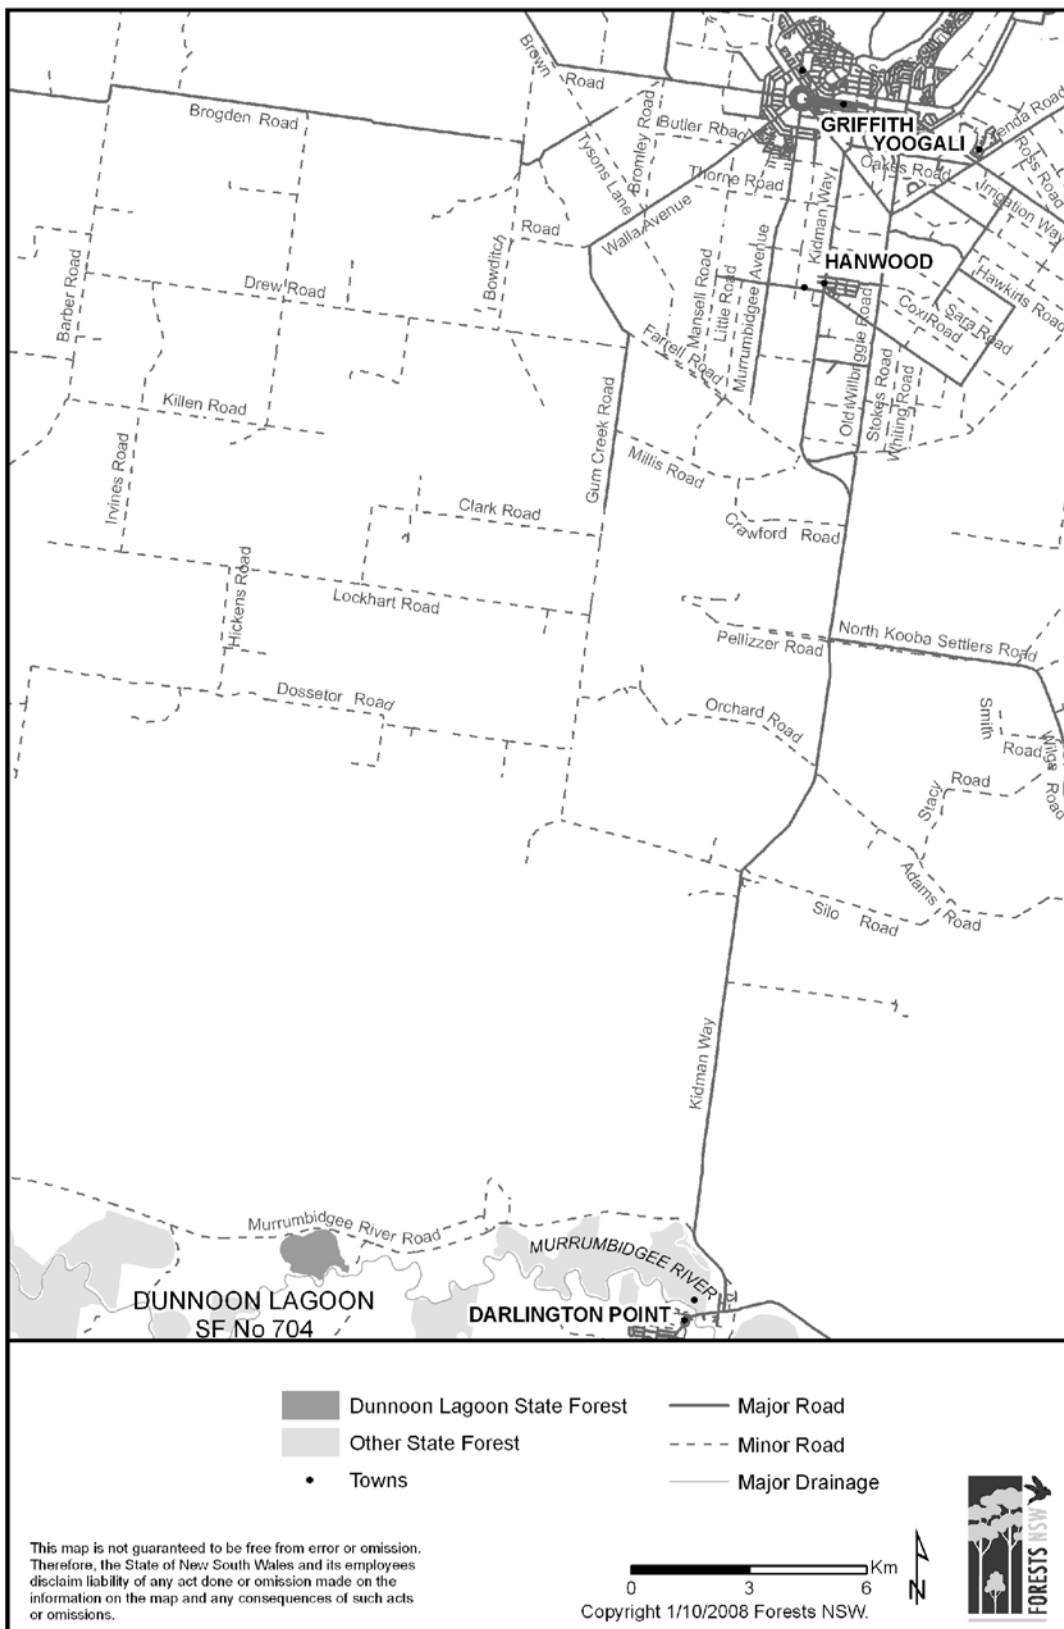 Brown
Road
Brogden Road
Butler Road
Bromley Road
Tysons Lane
GRIFFITH
YOOGALI
Ross Road
Oakes Road
Thorne Road
Irrigation Way
Kidman Way
Walla Avenue
Road
Bowditch
Barber Road
Drew Road
HANWOOD
Hawkins Road
Mansell Road
Little Road
Murrumbidgee Avenue
Sara Road
Cox Road
Farrell Road
Old Willbriggie Road
Stokes Road
Whiting Road
Killen Road
Gum Creek Road
Millis Road
Irvines Road
Clark Road
Crawford Road
Hickens Road
Lockhart Road
North Kooba Settlers Road
Pellizzer Road
Dossetor Road
Orchard Road
Smith
Road
Wilga Road
Road
Stacy
Adams Road
Silo Road
Kidman Way
Murrumbidgee River Road
MURRUMBIDGEE RIVER
DUNNOON LAGOON
SF No 704
DARLINGTON POINT
Dunnoon Lagoon State Forest
Other State Forest
Towns
Major Road
Minor Road
Major Drainage
This map is not guaranteed to be free from error or omission.
Therefore, the State of New South Wales and its employees
disclaim liability of any act done or omission made on the
information on the map and any consequences of such acts
or omissions.
Km
0 3 6
N
Copyright 1/10/2008 Forests NSW.
FORESTS NSW